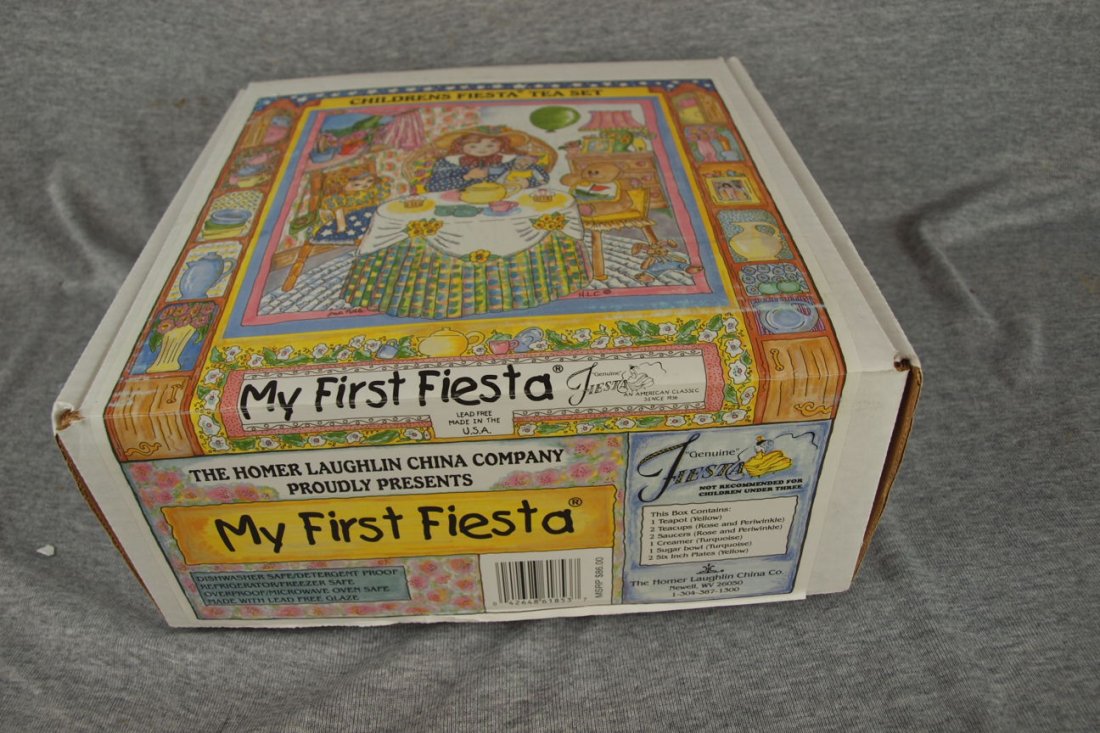 CHILDRENS FIESTA® TEA SET
H.L.C. ©
My First Fiesta®
"Genuine"
FIESTA
AN AMERICAN CLASSIC
SINCE 1936
LEAD FREE
MADE IN THE
U.S.A.
THE HOMER LAUGHLIN CHINA COMPANY
PROUDLY PRESENTS
My First Fiesta®
DISHWASHER SAFE/DETERGENT PROOF
REFRIGERATOR/FREEZER SAFE
OVERPROOF/MICROWAVE OVEN SAFE
MADE WITH LEAD FREE GLAZE
MSRP $86.00
"Genuine"
FIESTA
NOT RECOMMENDED FOR
CHILDREN UNDER THREE
This Box Contains:
1 Teapot (Yellow)
2 Teacups (Rose and Periwinkle)
2 Saucers (Rose and Periwinkle)
1 Creamer (Turquoise)
1 Sugar bowl (Turquoise)
2 Six Inch Plates (Yellow)
The Homer Laughlin China Co.
Newell, WV 26050
1-304-387-1300